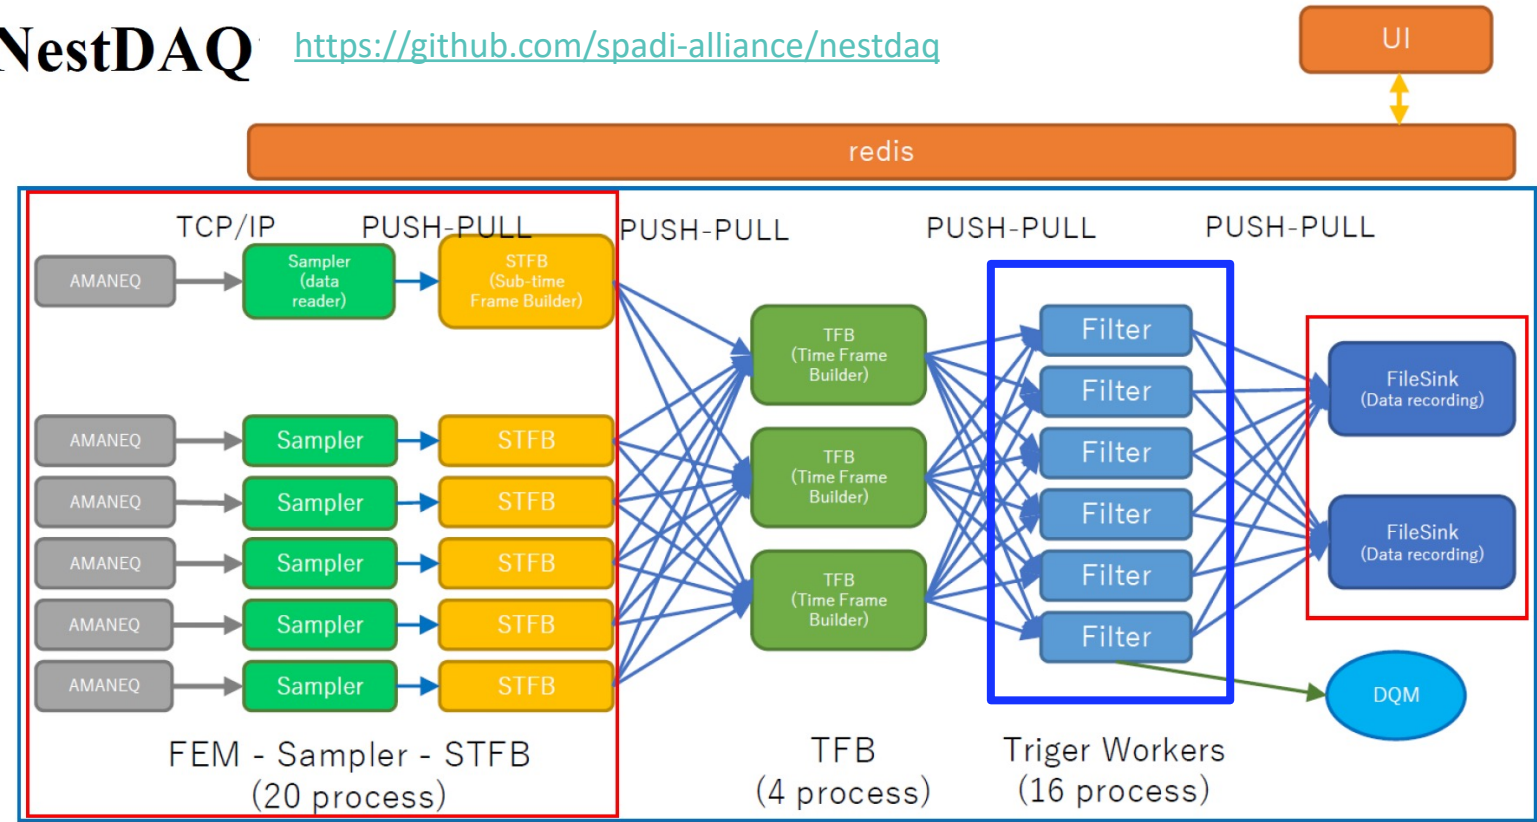 NestDAQ
https://github.com/spadi-alliance/nestdaq
UI
redis
TCP/IP
PUSH-PULL
PUSH-PULL
PUSH-PULL
PUSH-PULL
AMANEQ
Sampler
(data
reader)
STFB
(Sub-time
Frame Builder)
AMANEQ
Sampler
STFB
AMANEQ
Sampler
STFB
AMANEQ
Sampler
STFB
AMANEQ
Sampler
STFB
AMANEQ
Sampler
STFB
TFB
(Time Frame
Builder)
TFB
(Time Frame
Builder)
TFB
(Time Frame
Builder)
Filter
Filter
Filter
Filter
Filter
Filter
FileSink
(Data recording)
FileSink
(Data recording)
DQM
FEM - Sampler - STFB
(20 process)
TFB
(4 process)
Triger Workers
(16 process)